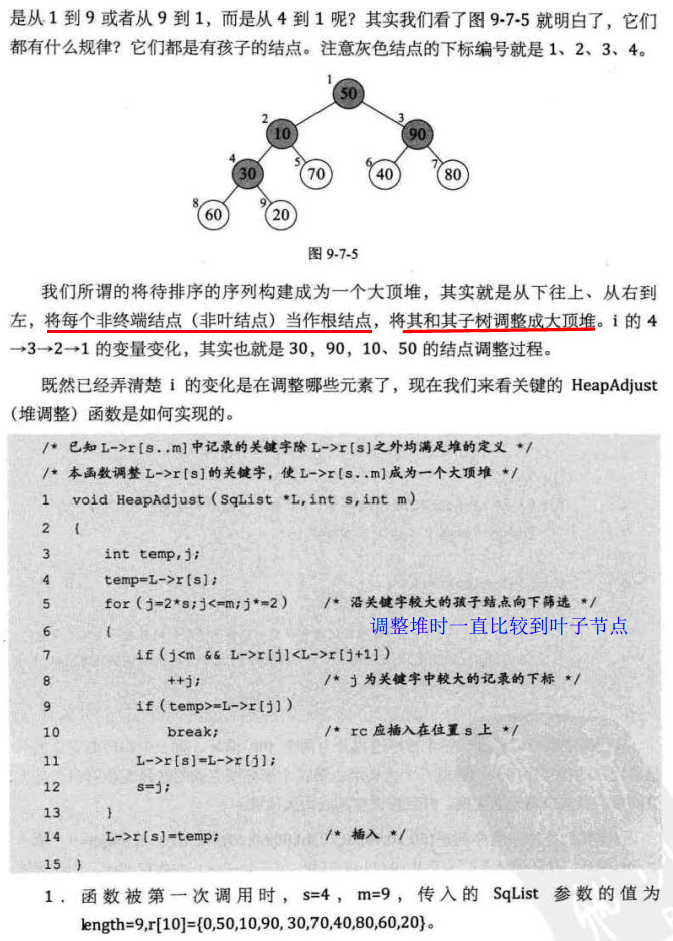 是从 1 到 9 或者从 9 到 1，而是从 4 到 1 呢？其实我们看了图 9-7-5 就明白了，它们
都有什么规律？它们都是有孩子的结点。注意灰色结点的下标编号就是 1、2、3、4。
1
50
2
10
3
90
4
30
5
70
6
40
7
80
8
60
9
20
图 9-7-5
我们所谓的将待排序的序列构建成为一个大顶堆，其实就是从下往上、从右到
左，将每个非终端结点（非叶结点）当作根结点，将其和其子树调整成大顶堆。i 的 4
→3→2→1 的变量变化，其实也就是 30，90，10、50 的结点调整过程。
既然已经弄清楚 i 的变化是在调整哪些元素了，现在我们来看关键的 HeapAdjust
（堆调整）函数是如何实现的。
/* 已知 L->r[s..m]中记录的关键字除 L->r[s]之外均满足堆的定义 */
/* 本函数调整 L->r[s]的关键字，使 L->r[s..m]成为一个大顶堆 */
1 void HeapAdjust(SqList *L,int s,int m)
2 {
3 int temp,j;
4 temp=L->r[s];
5 for(j=2*s;j<=m;j*=2) /* 沿关键字较大的孩子结点向下筛选 */
6 {
调整堆时一直比较到叶子节点
7 if(j<m && L->r[j]<L->r[j+1])
8 ++j; /* j 为关键字中较大的记录的下标 */
9 if(temp>=L->r[j])
10 break; /* rc 应插入在位置 s 上 */
11 L->r[s]=L->r[j];
12 s=j;
13 }
14 L->r[s]=temp; /* 插入 */
15 }
1．函数被第一次调用时，s=4，m=9，传入的 SqList 参数的值为
length=9,r[10]={0,50,10,90, 30,70,40,80,60,20}。